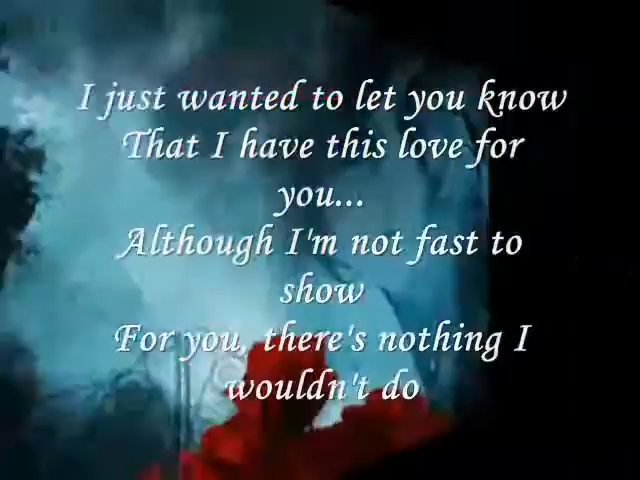 I just wanted to let you know
That I have this love for
you...
Although I'm not fast to
show
For you, there's nothing I
wouldn't do